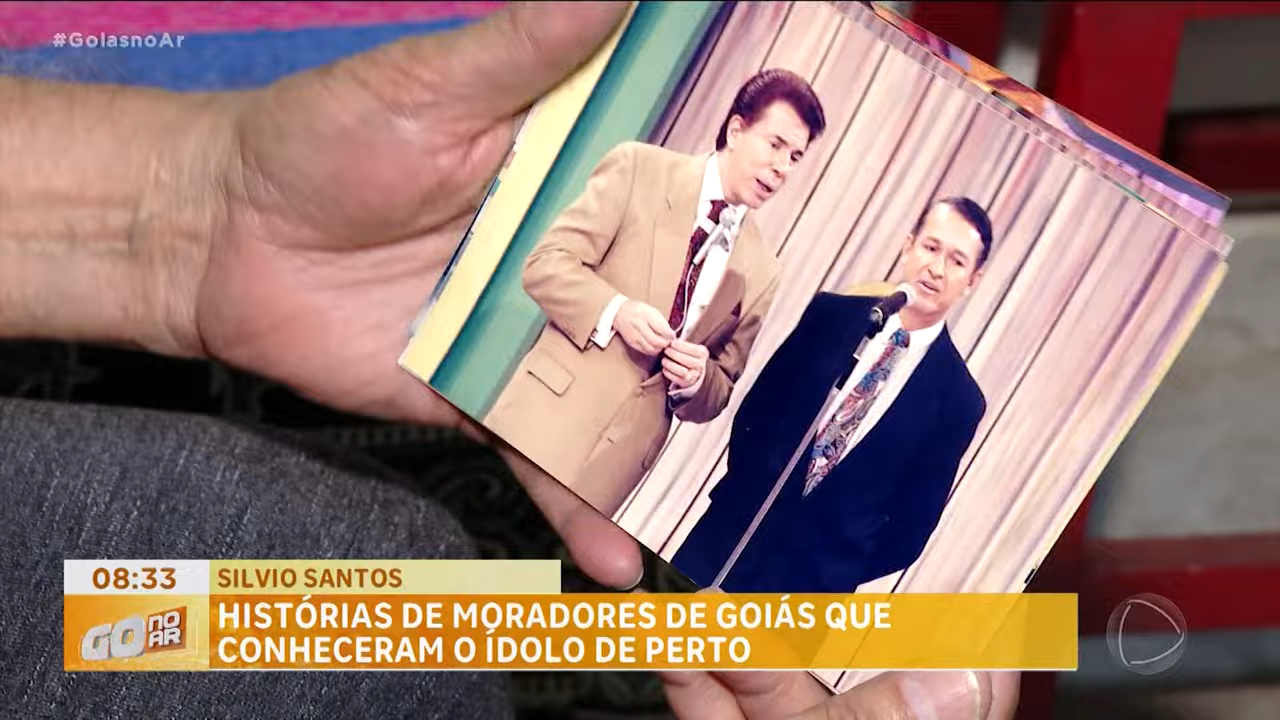 #GoiasnoAr
08:33
SILVIO SANTOS
GO NO AR
HISTÓRIAS DE MORADORES DE GOIÁS QUE
CONHECERAM O ÍDOLO DE PERTO